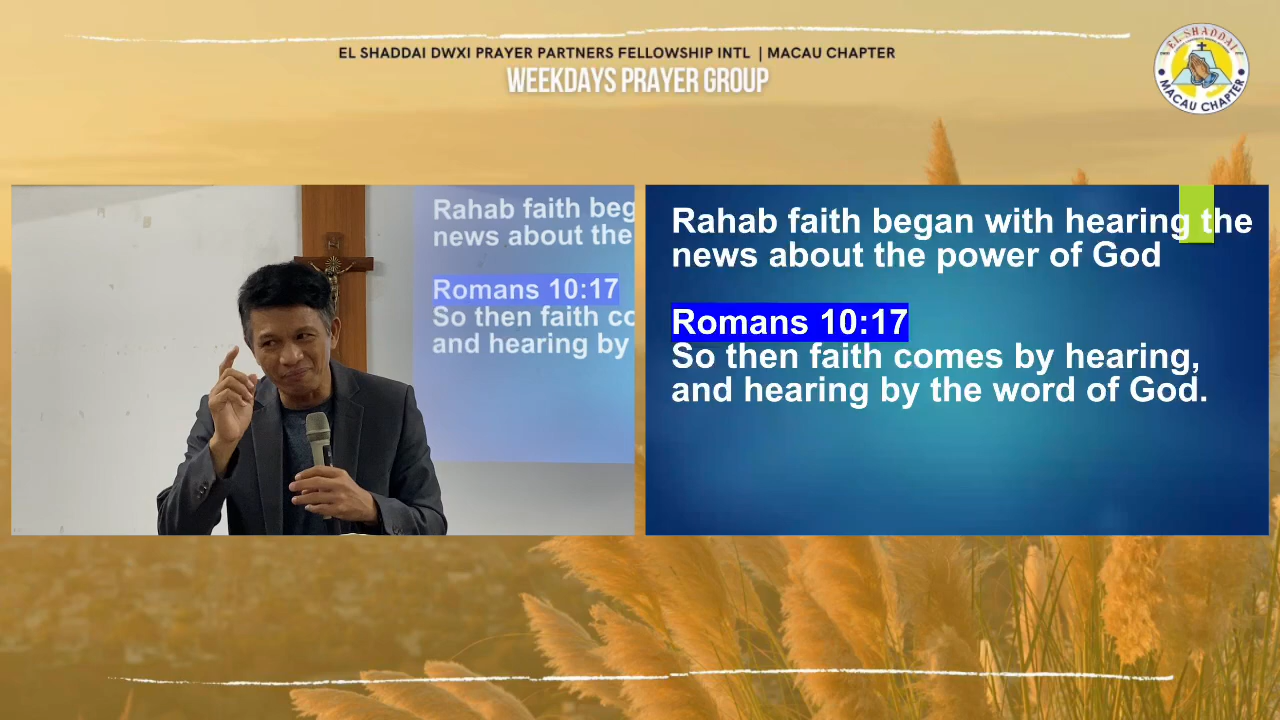 EL SHADDAI DWXI PRAYER PARTNERS FELLOWSHIP INTL | MACAU CHAPTER
WEEKDAYS PRAYER GROUP
EL SHADDAI
MACAU CHAPTER
Rahab faith beg
news about the
Romans 10:17
So then faith co
and hearing by
Rahab faith began with hearing the
news about the power of God
Romans 10:17
So then faith comes by hearing,
and hearing by the word of God.